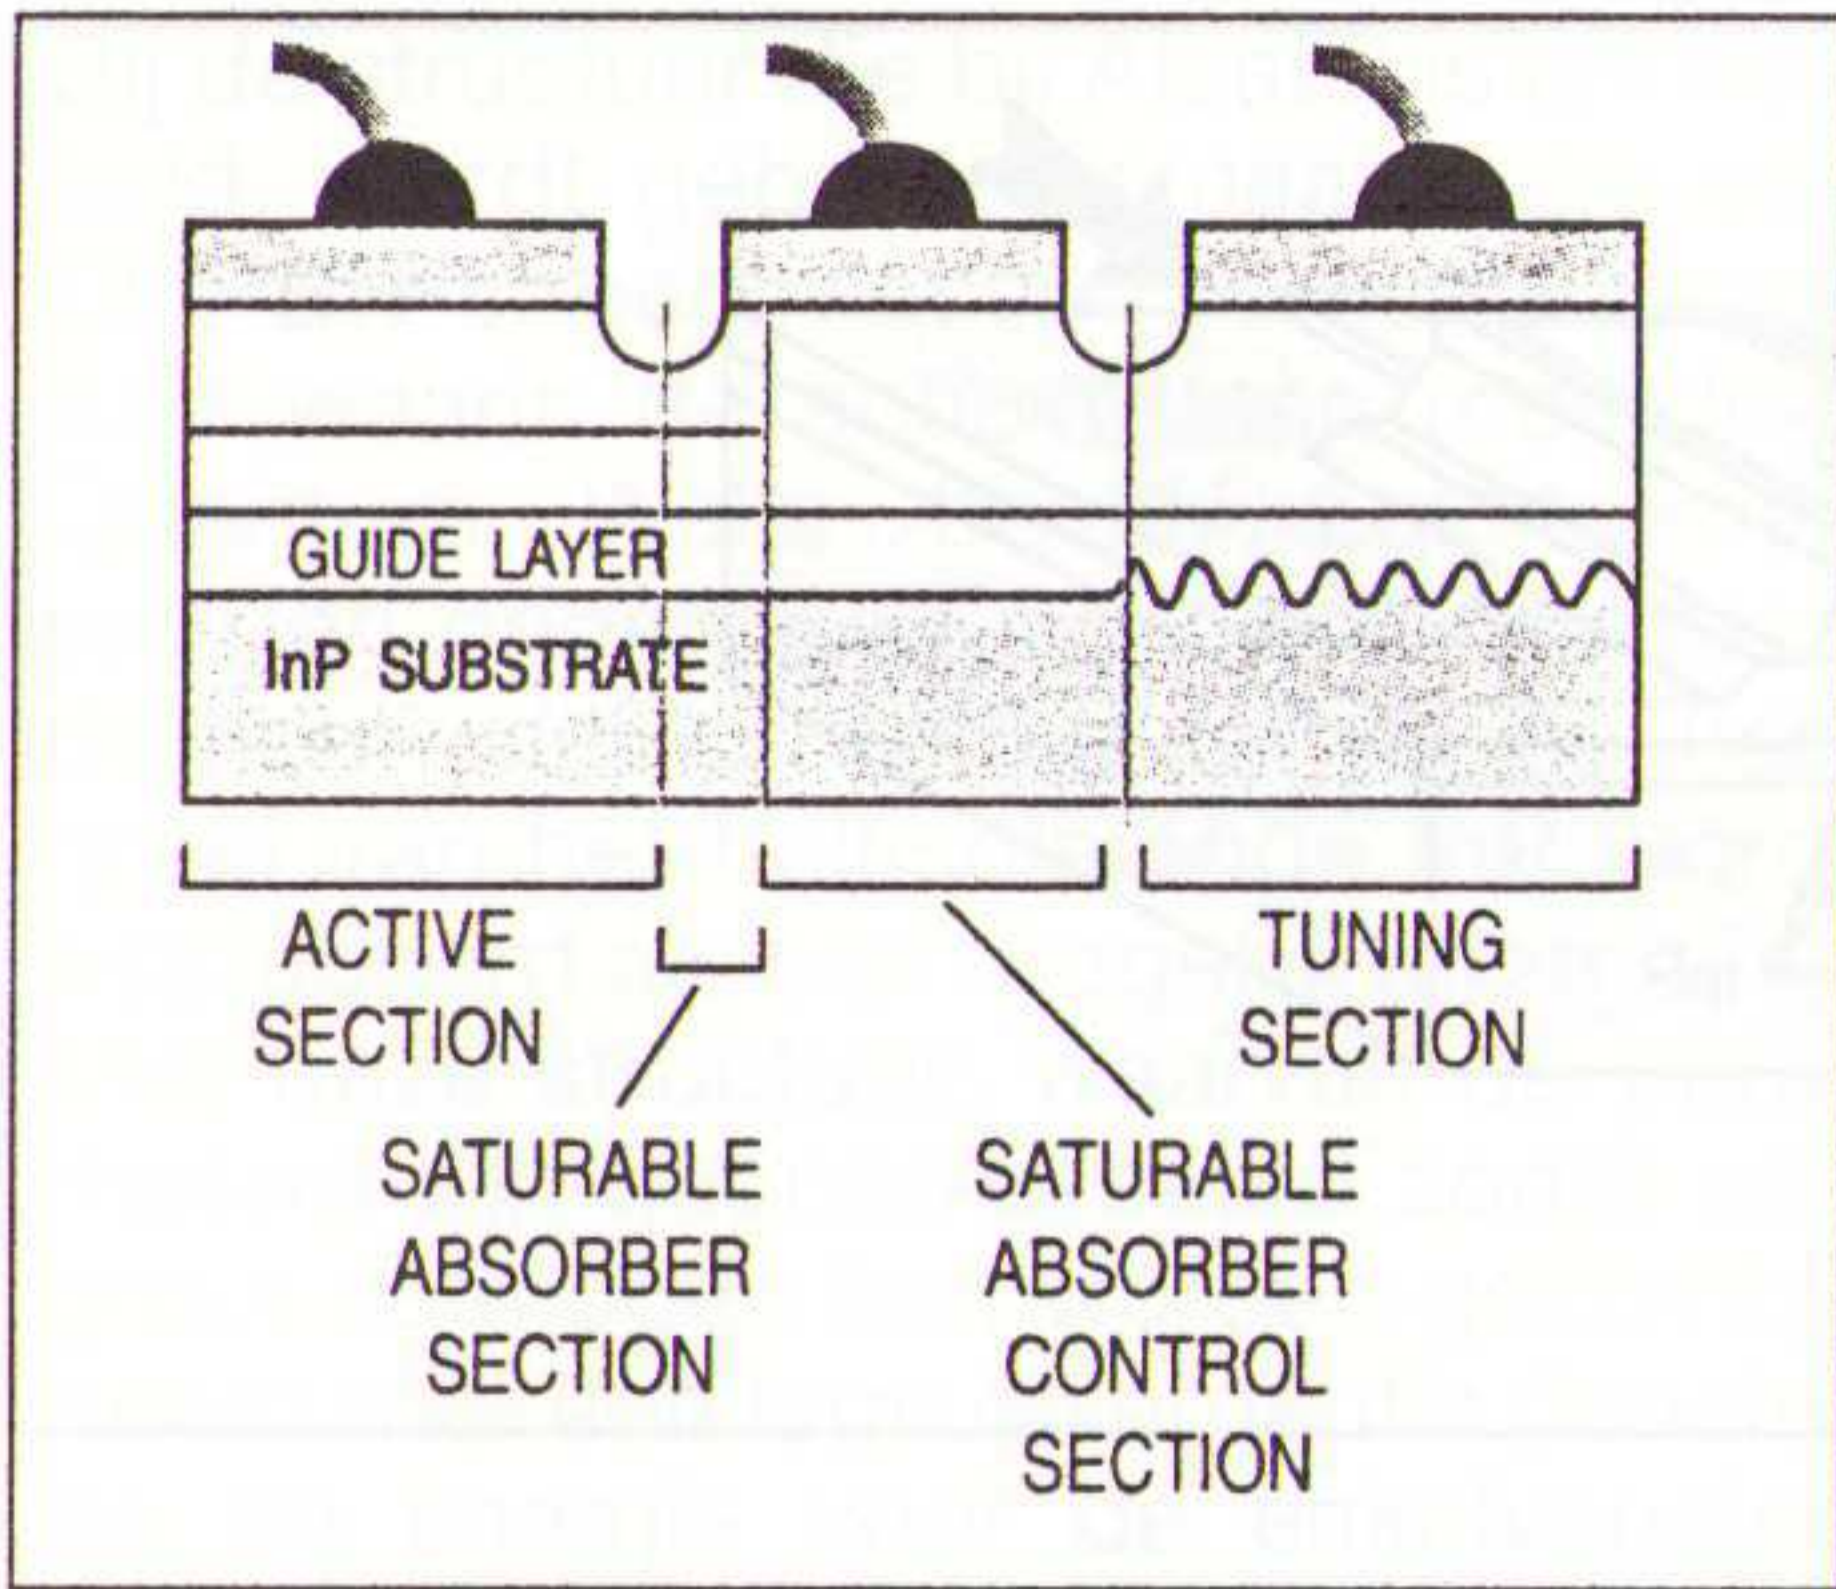 GUIDE LAYER
InP SUBSTRATE
ACTIVE
SECTION
TUNING
SECTION
SATURABLE
ABSORBER
SECTION
SATURABLE
ABSORBER
CONTROL
SECTION